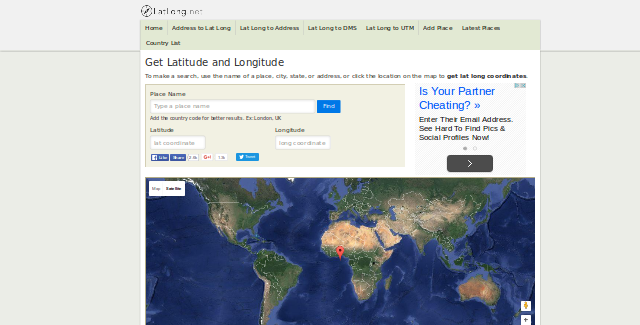 LatLong.net
Home Address to Lat Long Lat Long to Address Lat Long to DMS Lat Long to UTM Add Place Latest Places
Country List
Get Latitude and Longitude
To make a search, use the name of a place, city, state, or address, or click the location on the map to get lat long coordinates.
Place Name
Type a place name Find
Add the country code for better results. Ex: London, UK
Latitude Longitude
lat coordinate long coordinate
Like Share G+1 Tweet
Is Your Partner
Cheating? »
Enter Their Email Address.
See Hard To Find Pics &
Social Profiles Now!
Map Satellite